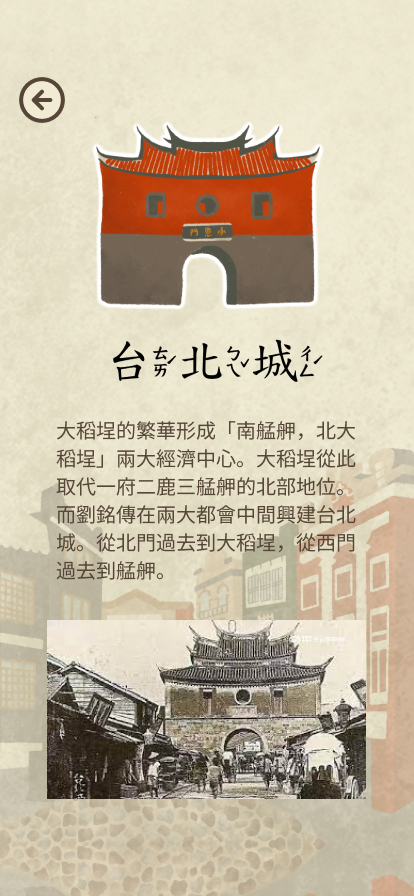 小恩門
台ㄊㄞˊ北ㄅㄟˇ城ㄔㄥˊ
大稻埕的繁華形成「南艋舺，北大
稻埕」兩大經濟中心。大稻埕從此
取代一府二鹿三艋舺的北部地位。
而劉銘傳在兩大都會中間興建台北
城。從北門過去到大稻埕，從西門
過去到艋舺。